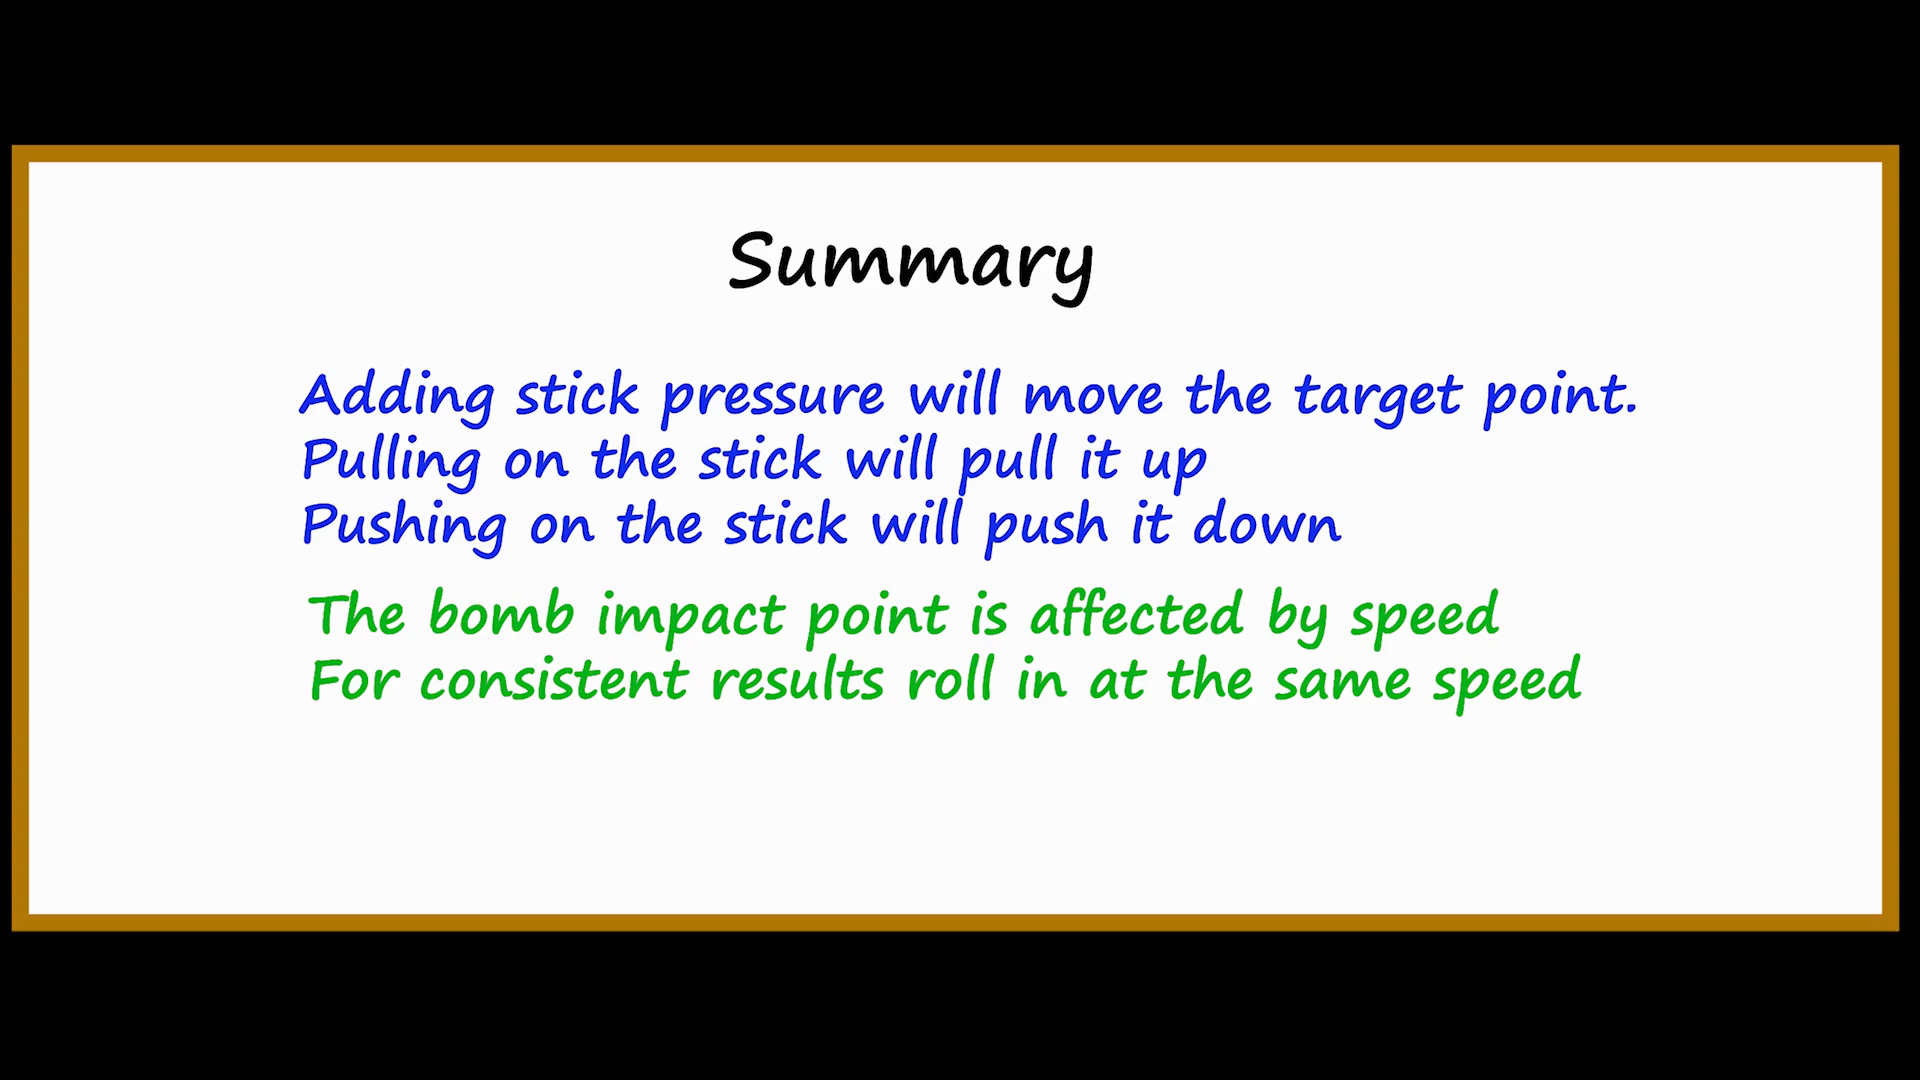 Summary
Adding stick pressure will move the target point.
Pulling on the stick will pull it up
Pushing on the stick will push it down
The bomb impact point is affected by speed
For consistent results roll in at the same speed